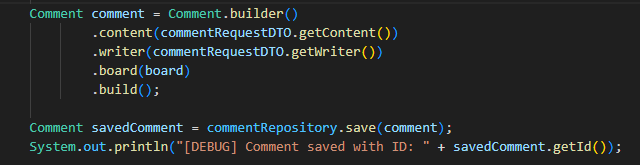 Comment comment = Comment.builder()
.content(commentRequestDTO.getContent())
.writer(commentRequestDTO.getWriter())
.board(board)
.build();
Comment savedComment = commentRepository.save(comment);
System.out.println("[DEBUG] Comment saved with ID: " + savedComment.getId());